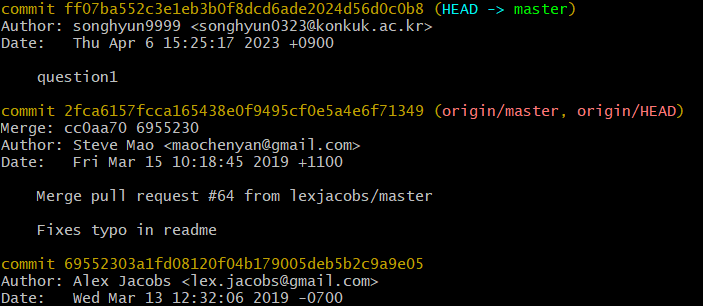 commit ff07ba552c3e1eb3b0f8dcd6ade2024d56d0c0b8 (HEAD -> master)
Author: songhyun9999 <songhyun0323@konkuk.ac.kr>
Date:   Thu Apr 6 15:25:17 2023 +0900
    question1
commit 2fca6157fcca165438e0f9495cf0e5a4e6f71349 (origin/master, origin/HEAD)
Merge: cc0aa70 6955230
Author: Steve Mao <maochenyan@gmail.com>
Date:   Fri Mar 15 10:18:45 2019 +1100
    Merge pull request #64 from lexjacobs/master
    Fixes typo in readme
commit 69552303a1fd08120f04b179005deb5b2c9a9e05
Author: Alex Jacobs <lex.jacobs@gmail.com>
Date:   Wed Mar 13 12:32:06 2019 -0700